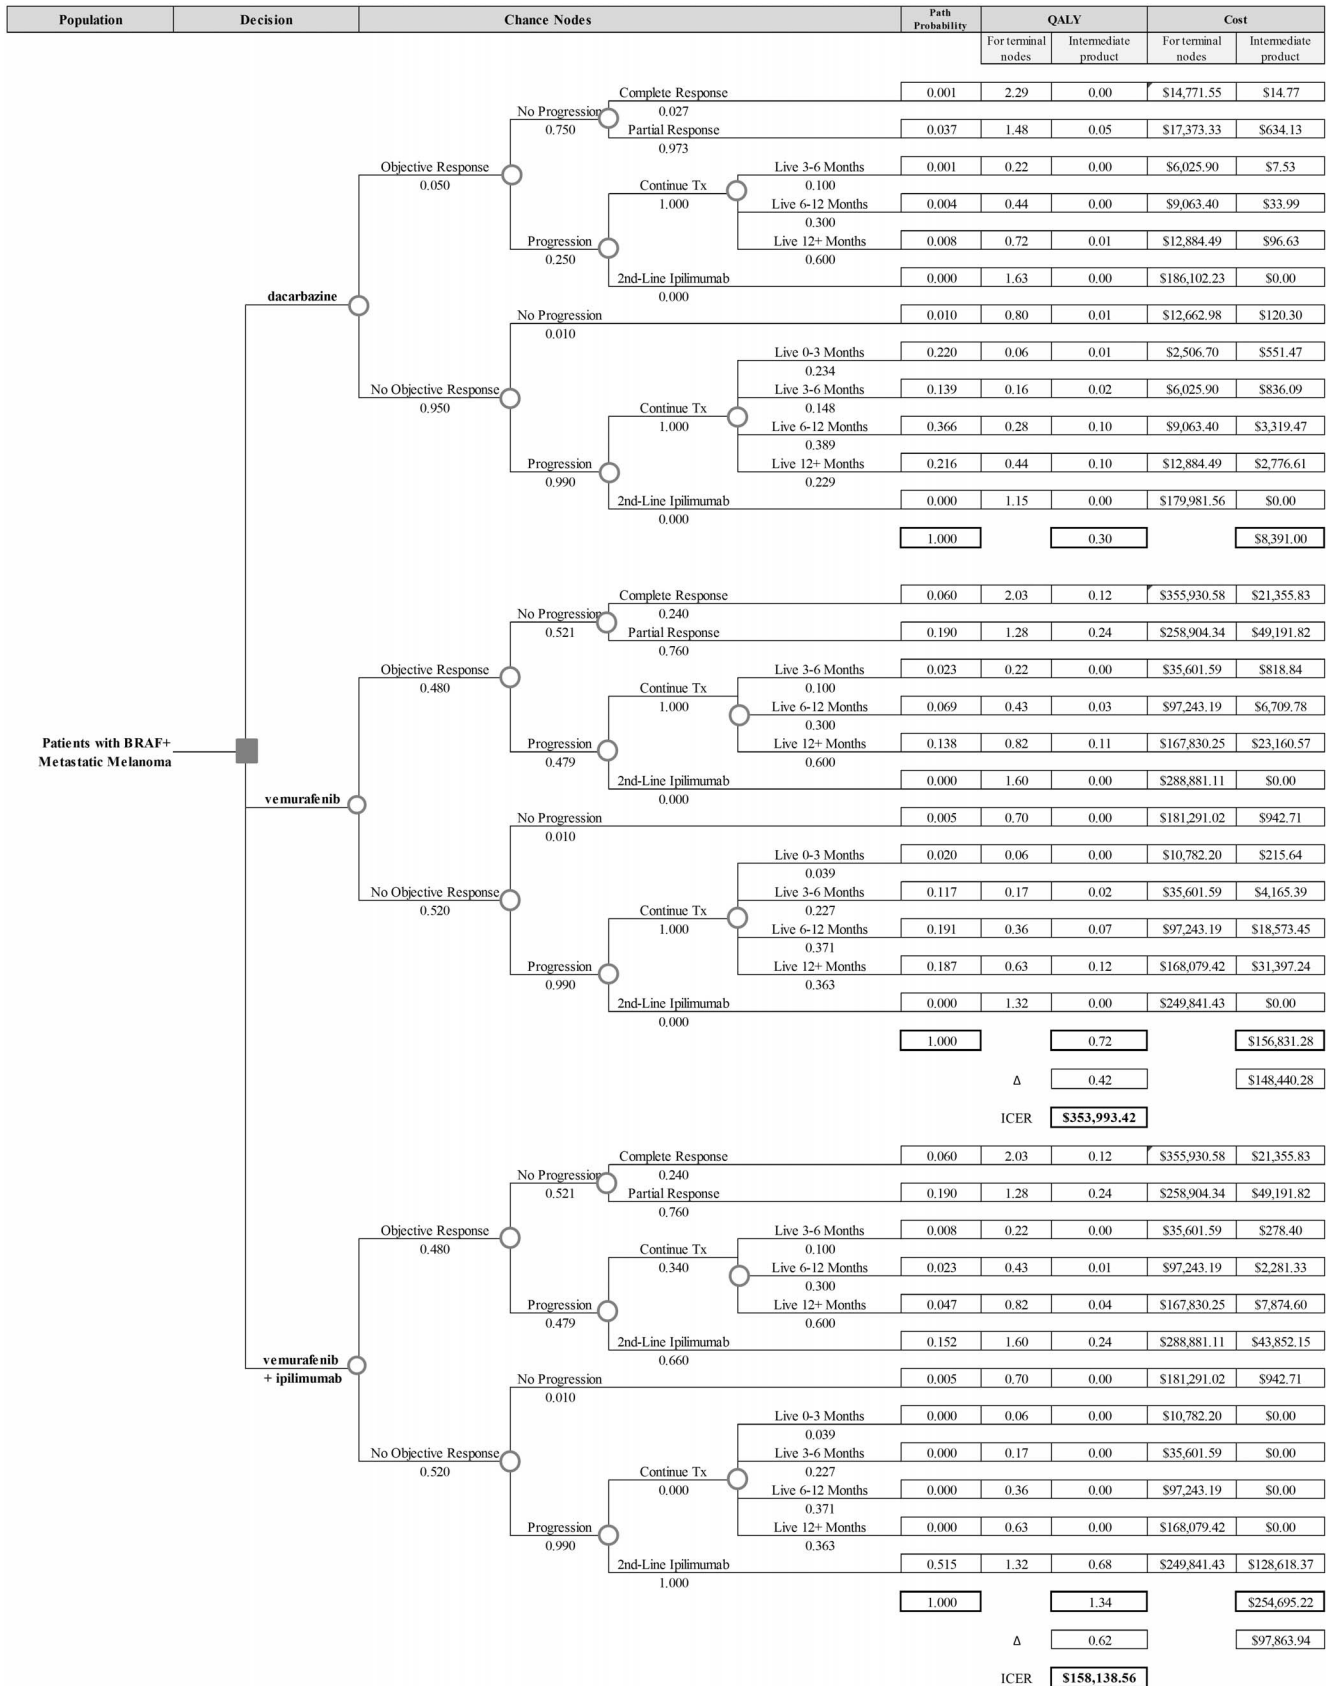 Population Decision Chance Nodes Path Probability QALY Cost
For terminal nodes Intermediate product For terminal nodes Intermediate product
Complete Response 0.001 2.29 0.00 $14,771.55 $14.77
No Progression 0.027
0.750 Partial Response 0.037 1.48 0.05 $17,373.33 $634.13
0.973
Objective Response Live 3-6 Months 0.001 0.22 0.00 $6,025.90 $7.53
0.050 Continue Tx 0.100
1.000 Live 6-12 Months 0.004 0.44 0.00 $9,063.40 $33.99
0.300
Progression Live 12+ Months 0.008 0.72 0.01 $12,884.49 $96.63
0.250 0.600
2nd-Line Ipilimumab 0.000 1.63 0.00 $186,102.23 $0.00
0.000
dacarbazine
No Progression 0.010 0.80 0.01 $12,662.98 $120.30
0.010
Live 0-3 Months 0.220 0.06 0.01 $2,506.70 $551.47
0.234
No Objective Response Live 3-6 Months 0.139 0.16 0.02 $6,025.90 $836.09
0.950 Continue Tx 0.148
1.000 Live 6-12 Months 0.366 0.28 0.10 $9,063.40 $3,319.47
0.389
Progression Live 12+ Months 0.216 0.44 0.10 $12,884.49 $2,776.61
0.990 0.229
2nd-Line Ipilimumab 0.000 1.15 0.00 $179,981.56 $0.00
0.000
1.000 0.30 $8,391.00
Complete Response 0.060 2.03 0.12 $355,930.58 $21,355.83
No Progression 0.240
0.521 Partial Response 0.190 1.28 0.24 $258,904.34 $49,191.82
0.760
Objective Response Live 3-6 Months 0.023 0.22 0.00 $35,601.59 $818.84
0.480 Continue Tx 0.100
1.000 Live 6-12 Months 0.069 0.43 0.03 $97,243.19 $6,709.78
0.300
Progression Live 12+ Months 0.138 0.82 0.11 $167,830.25 $23,160.57
0.479 0.600
Patients with BRAF+
Metastatic Melanoma
2nd-Line Ipilimumab 0.000 1.60 0.00 $288,881.11 $0.00
0.000
vemurafenib
No Progression 0.005 0.70 0.00 $181,291.02 $942.71
0.010
Live 0-3 Months 0.020 0.06 0.00 $10,782.20 $215.64
0.039
No Objective Response Live 3-6 Months 0.117 0.17 0.02 $35,601.59 $4,165.39
0.520 Continue Tx 0.227
1.000 Live 6-12 Months 0.191 0.36 0.07 $97,243.19 $18,573.45
0.371
Progression Live 12+ Months 0.187 0.63 0.12 $168,079.42 $31,397.24
0.990 0.363
2nd-Line Ipilimumab 0.000 1.32 0.00 $249,841.43 $0.00
0.000
1.000 0.72 $156,831.28
Δ 0.42 $148,440.28
ICER $353,993.42
Complete Response 0.060 2.03 0.12 $355,930.58 $21,355.83
No Progression 0.240
0.521 Partial Response 0.190 1.28 0.24 $258,904.34 $49,191.82
0.760
Objective Response Live 3-6 Months 0.008 0.22 0.00 $35,601.59 $278.40
0.480 Continue Tx 0.100
0.340 Live 6-12 Months 0.023 0.43 0.01 $97,243.19 $2,281.33
0.300
Progression Live 12+ Months 0.047 0.82 0.04 $167,830.25 $7,874.60
0.479 0.600
2nd-Line Ipilimumab 0.152 1.60 0.24 $288,881.11 $43,852.15
0.660
vemurafenib
+ ipilimumab
No Progression 0.005 0.70 0.00 $181,291.02 $942.71
0.010
Live 0-3 Months 0.000 0.06 0.00 $10,782.20 $0.00
0.039
No Objective Response Live 3-6 Months 0.000 0.17 0.00 $35,601.59 $0.00
0.520 Continue Tx 0.227
0.000 Live 6-12 Months 0.000 0.36 0.00 $97,243.19 $0.00
0.371
Progression Live 12+ Months 0.000 0.63 0.00 $168,079.42 $0.00
0.990 0.363
2nd-Line Ipilimumab 0.515 1.32 0.68 $249,841.43 $128,618.37
1.000
1.000 1.34 $254,695.22
Δ 0.62 $97,863.94
ICER $158,138.56